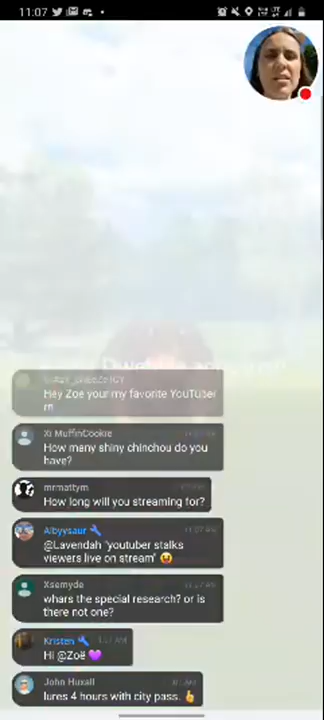 11:07
Hey Zoe your my favorite YouTuber
m
Xi MuffinCookie
How many shiny chinchou do you
have?
mrmattym
How long will you streaming for?
Albyysaur
@Lavendah "youtuber stalks
viewers live on stream" 😆
Xsemyde
whars the special research? or is
there not one?
Kristen
Hi @Zoë 💜
John Huxall
lures 4 hours with city pass. 👆